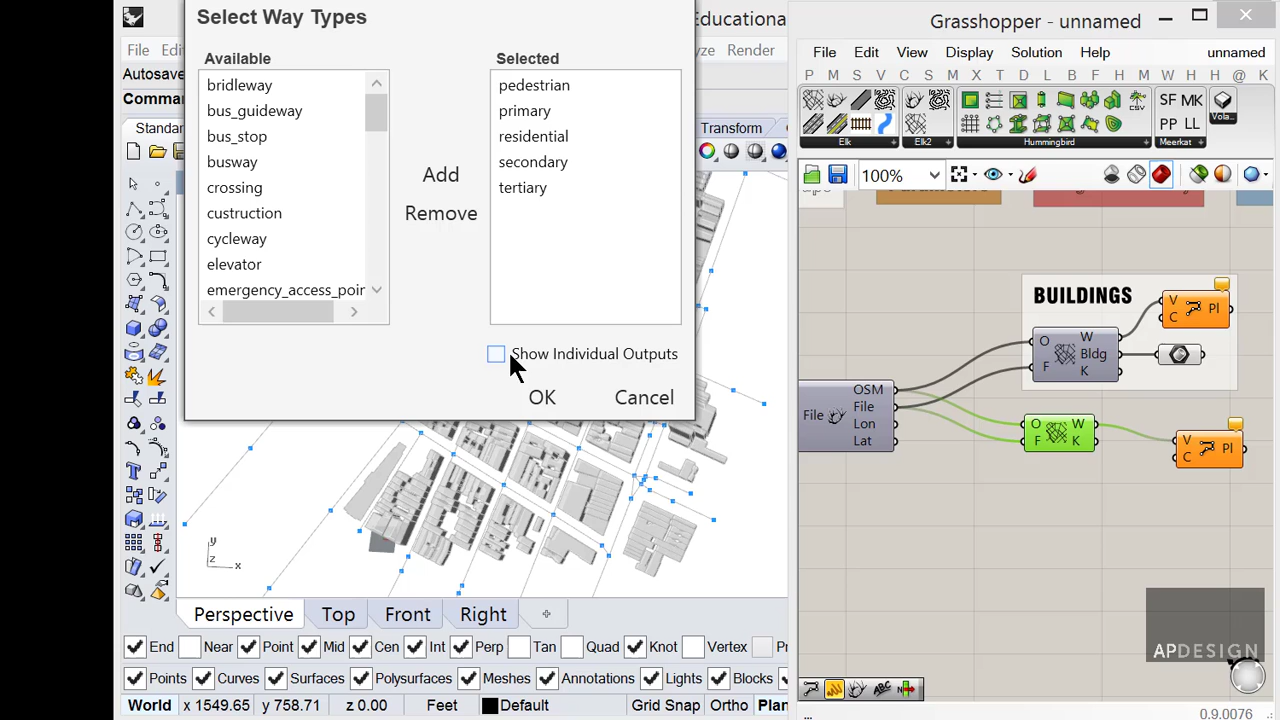 Select Way Types
Available
bridleway
bus_guideway
bus_stop
busway
crossing
custruction
cycleway
elevator
emergency_access_poir
Add
Remove
Selected
pedestrian
primary
residential
secondary
tertiary
Show Individual Outputs
OK
Cancel
Educationa
File
Edi
ze
Render
Autosave
Comman
Standar
Transform
y
z
x
Perspective
Top
Front
Right
End
Near
Point
Mid
Cen
Int
Perp
Tan
Quad
Knot
Vertex
Pr
Points
Curves
Surfaces
Polysurfaces
Meshes
Annotations
Lights
Blocks
World
x 1549.65
y 758.71
z 0.00
Feet
Default
Grid Snap
Ortho
Plan
Grasshopper - unnamed
File
Edit
View
Display
Solution
Help
unnamed
P M S V C S M X D L B F H M W S @ K
CSV
SF MK
PP LL
Vola...
Elk
Elk2
Hummingbird
Meerkat
100%
BUILDINGS
O
F
W
Bldg
K
V
C
Pl
File
OSM
File
Lon
Lat
O
F
W
K
V
C
Pl
APDESIGN
...
0.9.0076